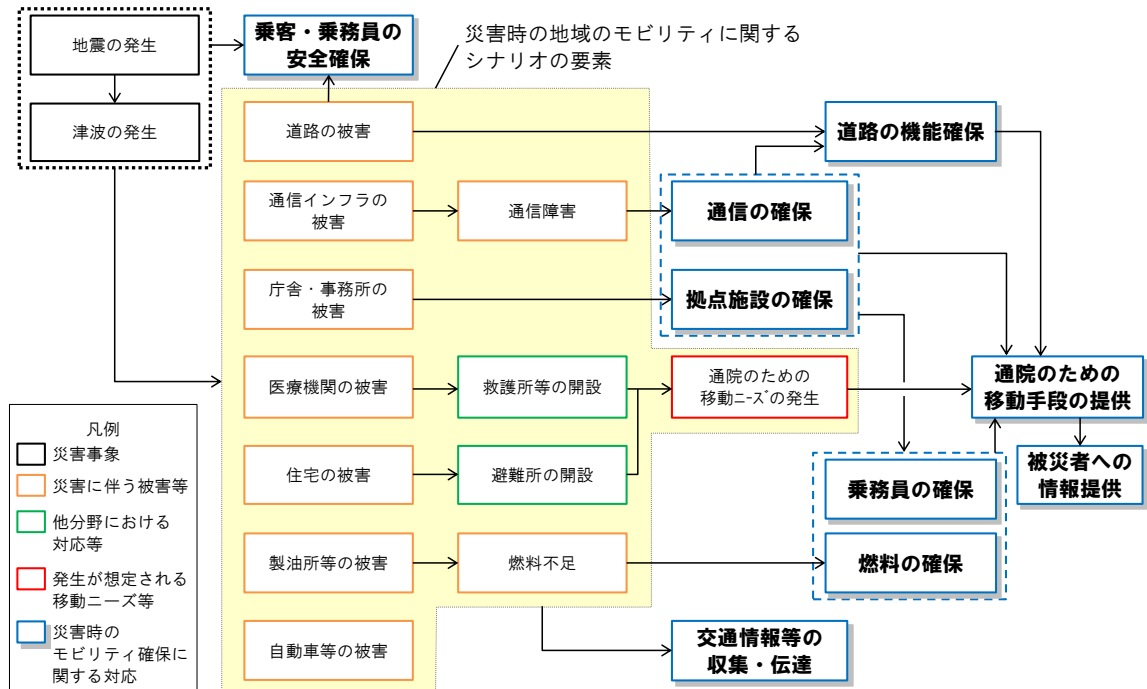 地震の発生
津波の発生
乗客・乗務員の
安全確保
災害時の地域のモビリティに関する
シナリオの要素
道路の被害
道路の機能確保
通信インフラの
被害
通信障害
通信の確保
庁舎・事務所の
被害
拠点施設の確保
医療機関の被害
救護所等の開設
通院のための
移動ﾆｰｽﾞの発生
通院のための
移動手段の提供
住宅の被害
避難所の開設
乗務員の確保
被災者への
情報提供
製油所等の被害
燃料不足
燃料の確保
自動車等の被害
交通情報等の
収集・伝達
凡例
災害事象
災害に伴う被害等
他分野における
対応等
発生が想定される
移動ニーズ等
災害時の
モビリティ確保に
関する対応